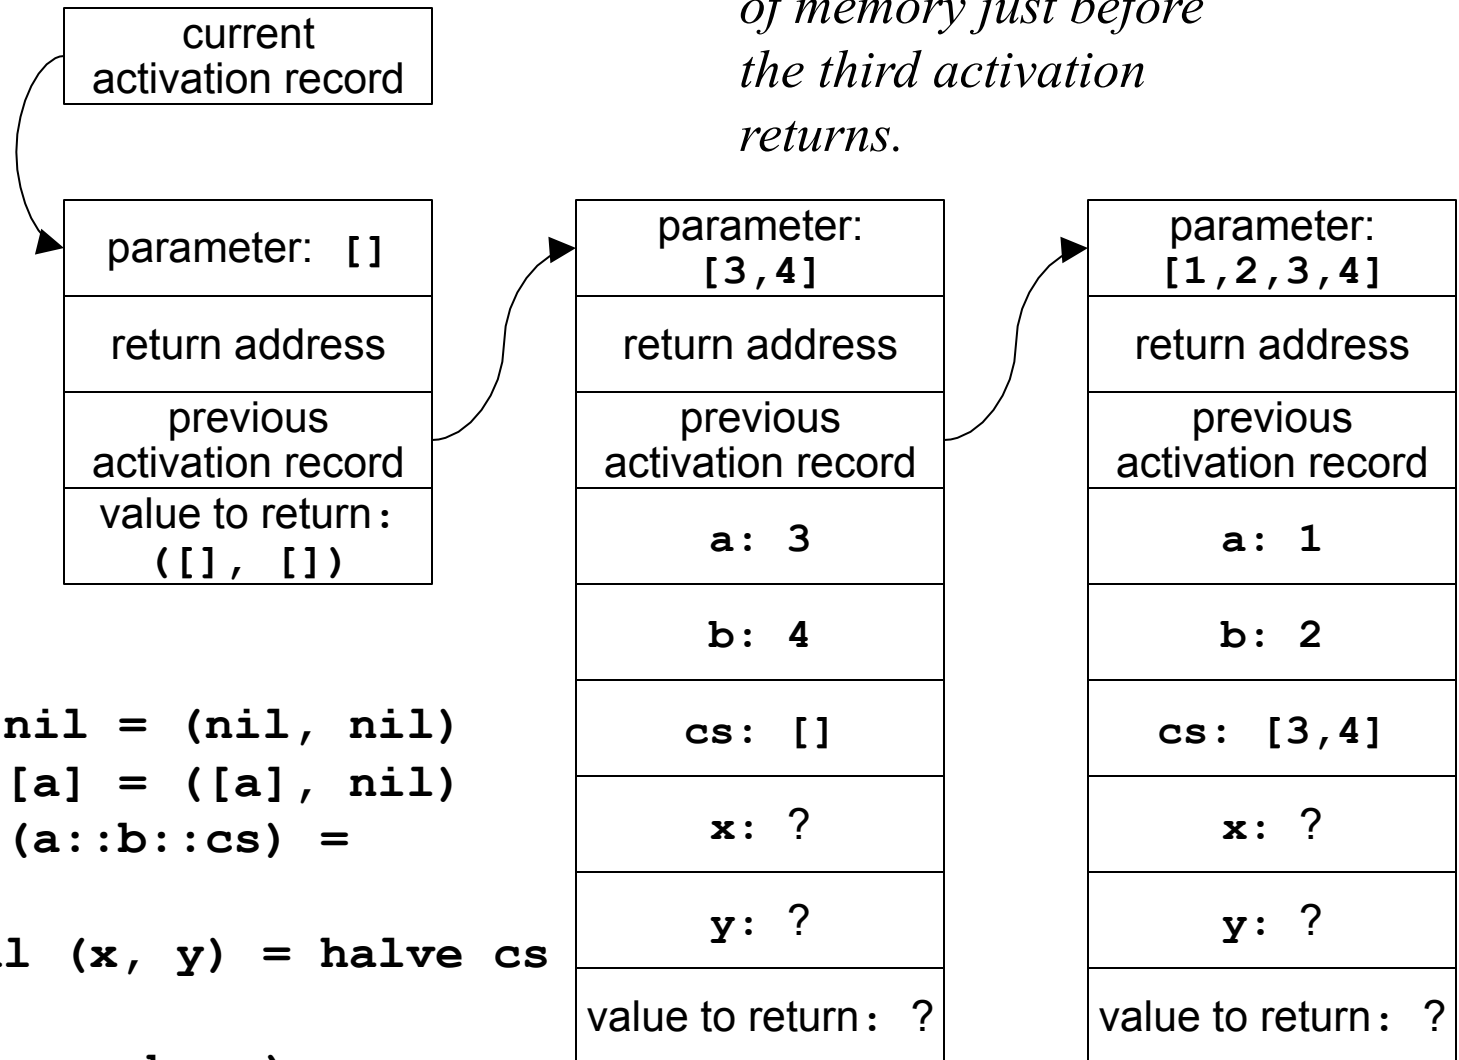 of memory just before
the third activation
returns.
current
activation record
parameter: []
return address
previous
activation record
value to return:
([], [])
parameter:
[3,4]
return address
previous
activation record
a: 3
b: 4
cs: []
x: ?
y: ?
value to return: ?
parameter:
[1,2,3,4]
return address
previous
activation record
a: 1
b: 2
cs: [3,4]
x: ?
y: ?
value to return: ?
nil = (nil, nil)
[a] = ([a], nil)
(a::b::cs) =
(x, y) = halve cs